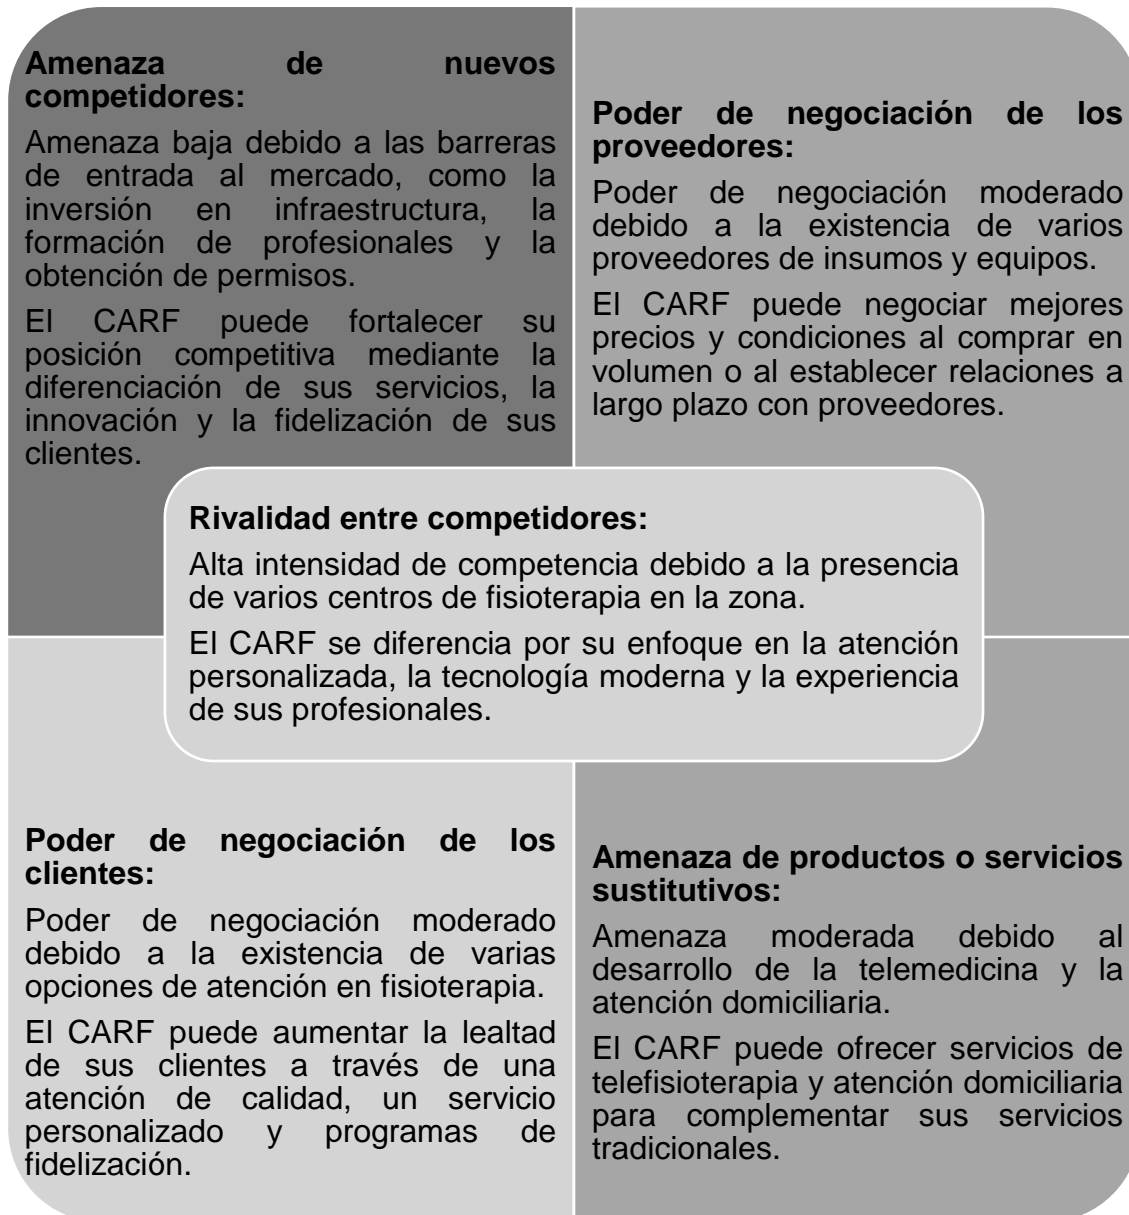 Amenaza de nuevos
competidores:
Amenaza baja debido a las barreras
de entrada al mercado, como la
inversión en infraestructura, la
formación de profesionales y la
obtención de permisos.
El CARF puede fortalecer su
posición competitiva mediante la
diferenciación de sus servicios, la
innovación y la fidelización de sus
clientes.
Poder de negociación de los
proveedores:
Poder de negociación moderado
debido a la existencia de varios
proveedores de insumos y equipos.
El CARF puede negociar mejores
precios y condiciones al comprar en
volumen o al establecer relaciones a
largo plazo con proveedores.
Rivalidad entre competidores:
Alta intensidad de competencia debido a la presencia
de varios centros de fisioterapia en la zona.
El CARF se diferencia por su enfoque en la atención
personalizada, la tecnología moderna y la experiencia
de sus profesionales.
Poder de negociación de los
clientes:
Poder de negociación moderado
debido a la existencia de varias
opciones de atención en fisioterapia.
El CARF puede aumentar la lealtad
de sus clientes a través de una
atención de calidad, un servicio
personalizado y programas de
fidelización.
Amenaza de productos o servicios
sustitutivos:
Amenaza moderada debido al
desarrollo de la telemedicina y la
atención domiciliaria.
El CARF puede ofrecer servicios de
telefisioterapia y atención domiciliaria
para complementar sus servicios
tradicionales.